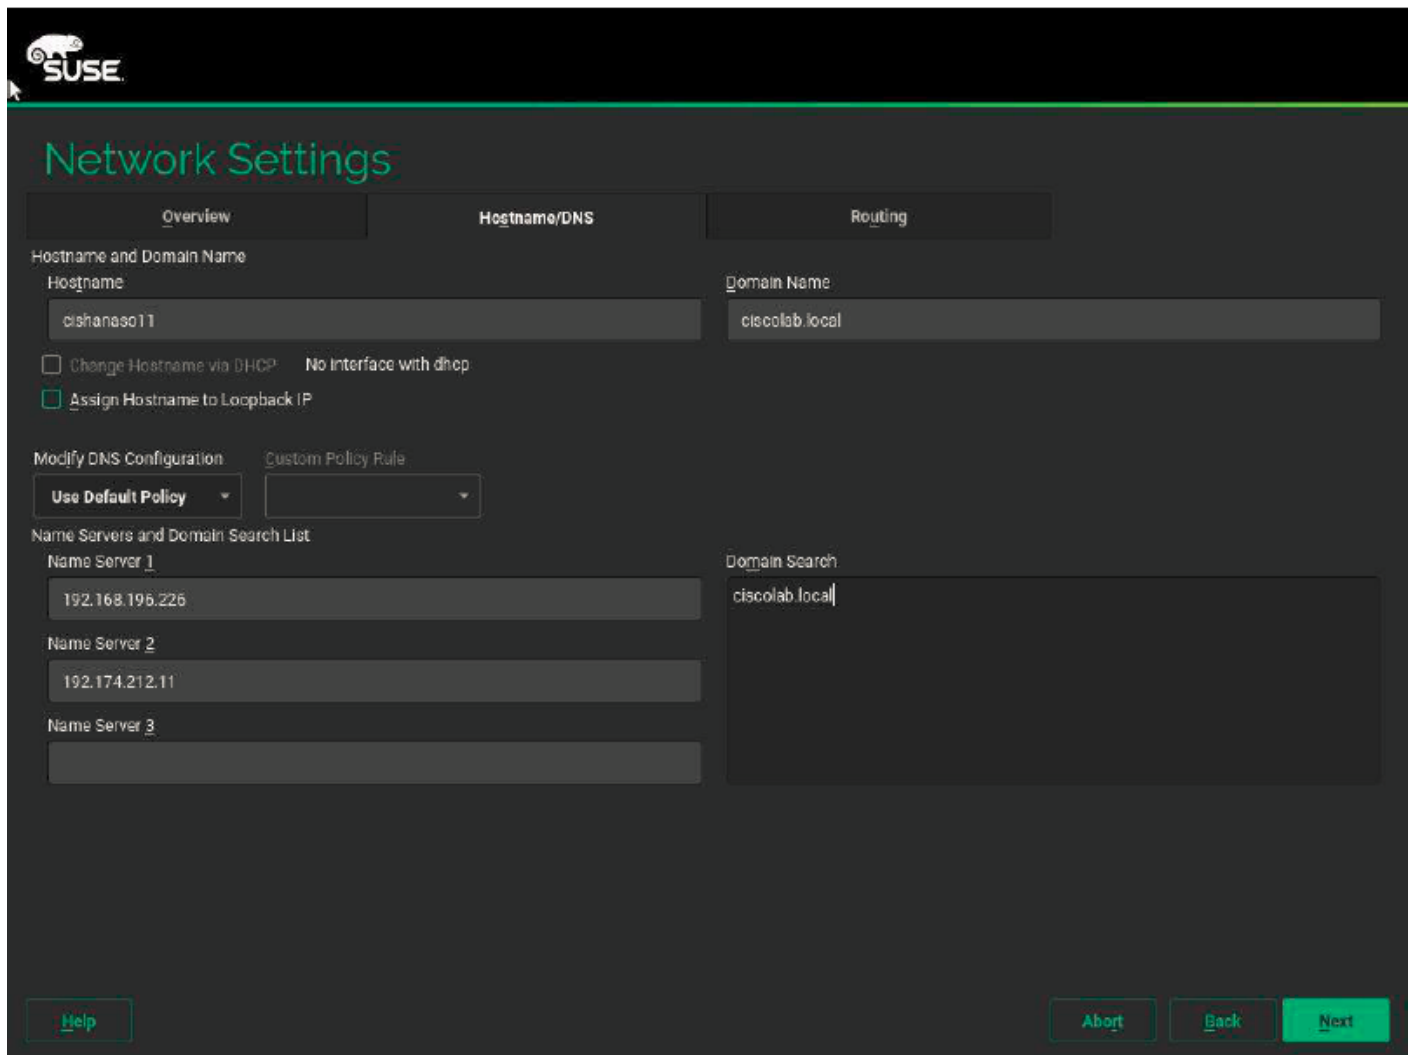 SUSE
Network Settings
Overview Hostname/DNS Routing
Hostname and Domain Name
Hostname Domain Name
cishanaso11 ciscolab.local
Change Hostname via DHCP No interface with dhcp
Assign Hostname to Loopback IP
Modify DNS Configuration Custom Policy Rule
Use Default Policy
Name Servers and Domain Search List
Name Server 1 Domain Search
192.168.196.226 ciscolab.local
Name Server 2
192.174.212.11
Name Server 3
Help Abort Back Next